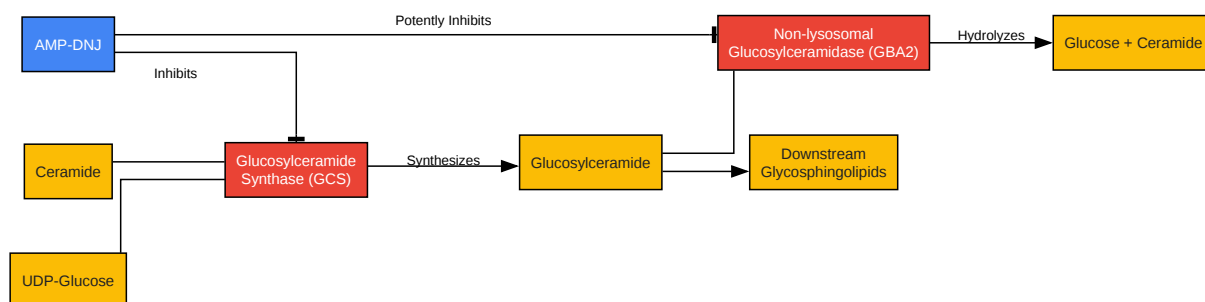 Potently Inhibits
AMP-DNJ
Non-lysosomal
Glucosylceramidase (GBA2)
Hydrolyzes
Glucose + Ceramide
Inhibits
Ceramide
Glucosylceramide
Synthase (GCS)
Synthesizes
Glucosylceramide
Downstream
Glycosphingolipids
UDP-Glucose